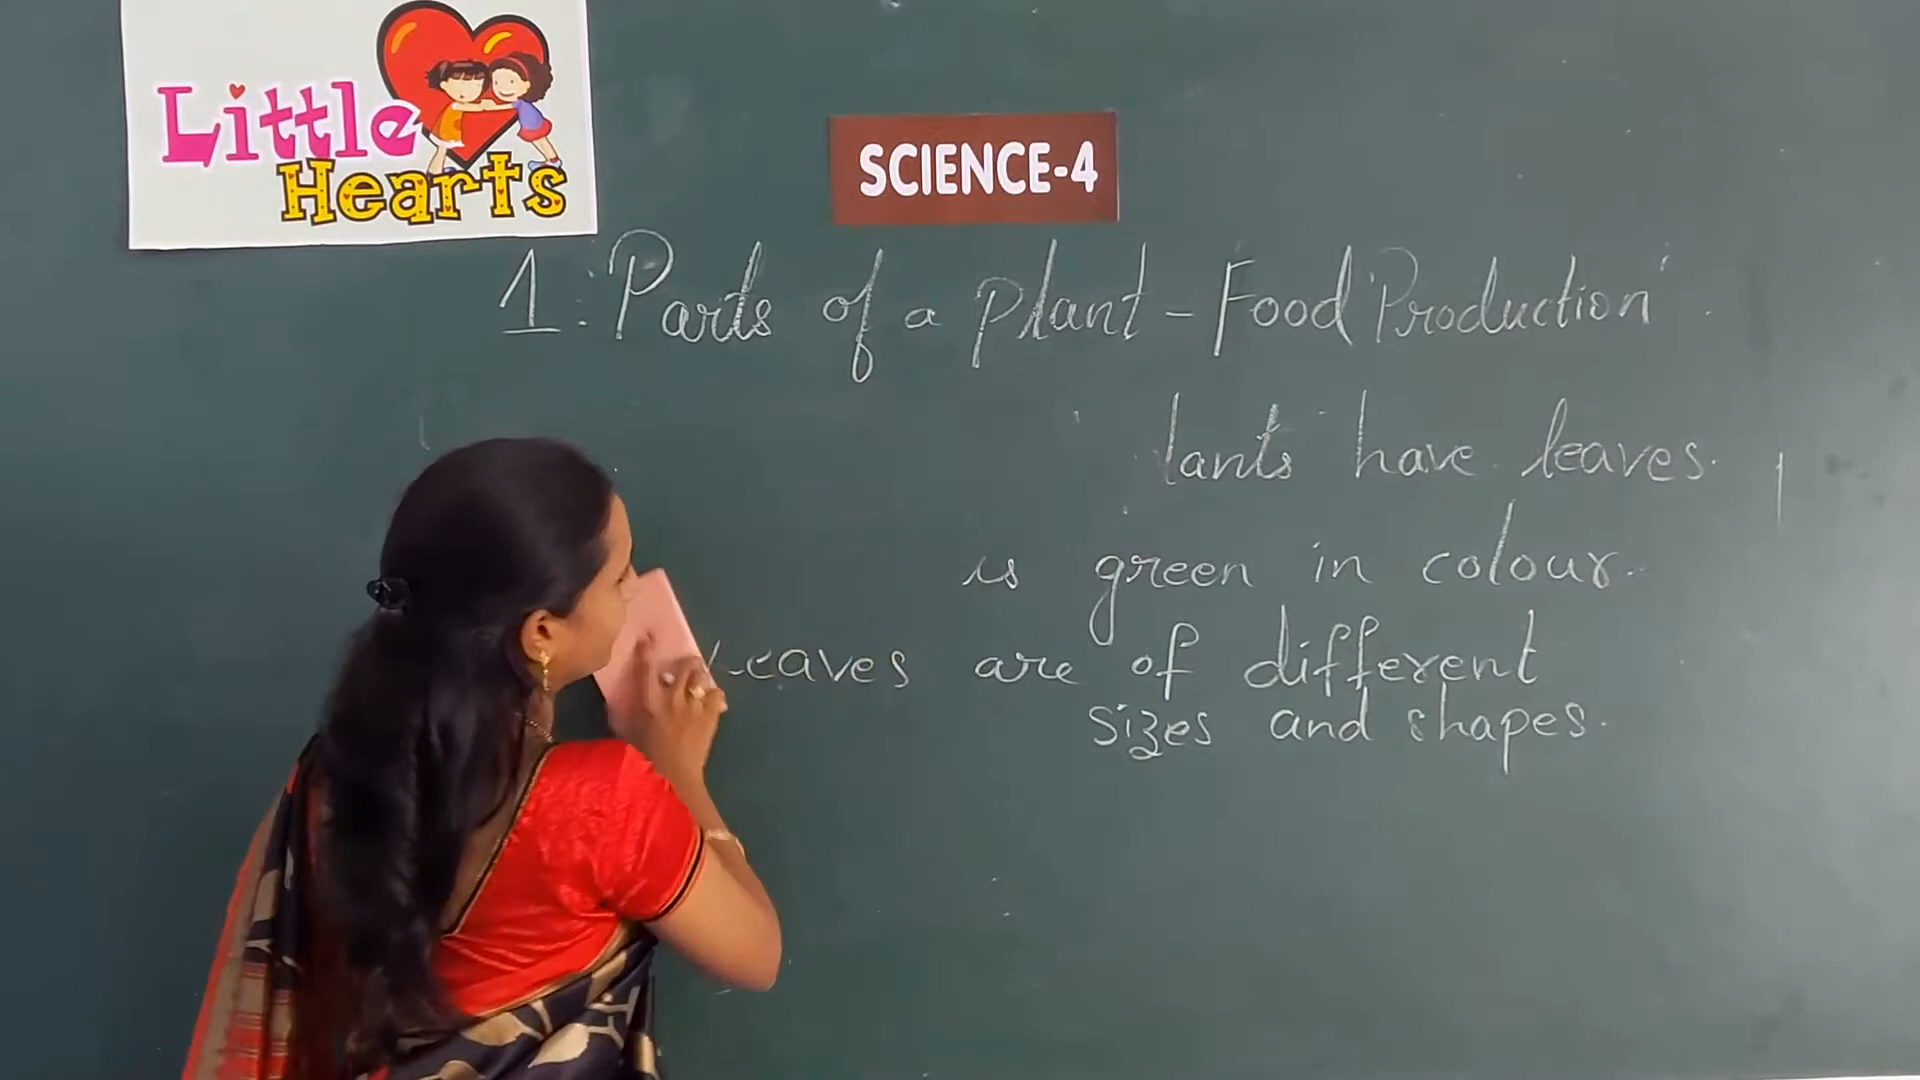 Little
Hearts
SCIENCE-4
1. Parts of a Plant - Food 'Production'.
lants have leaves.
is green in colour.
Leaves are of different
sizes and shapes.